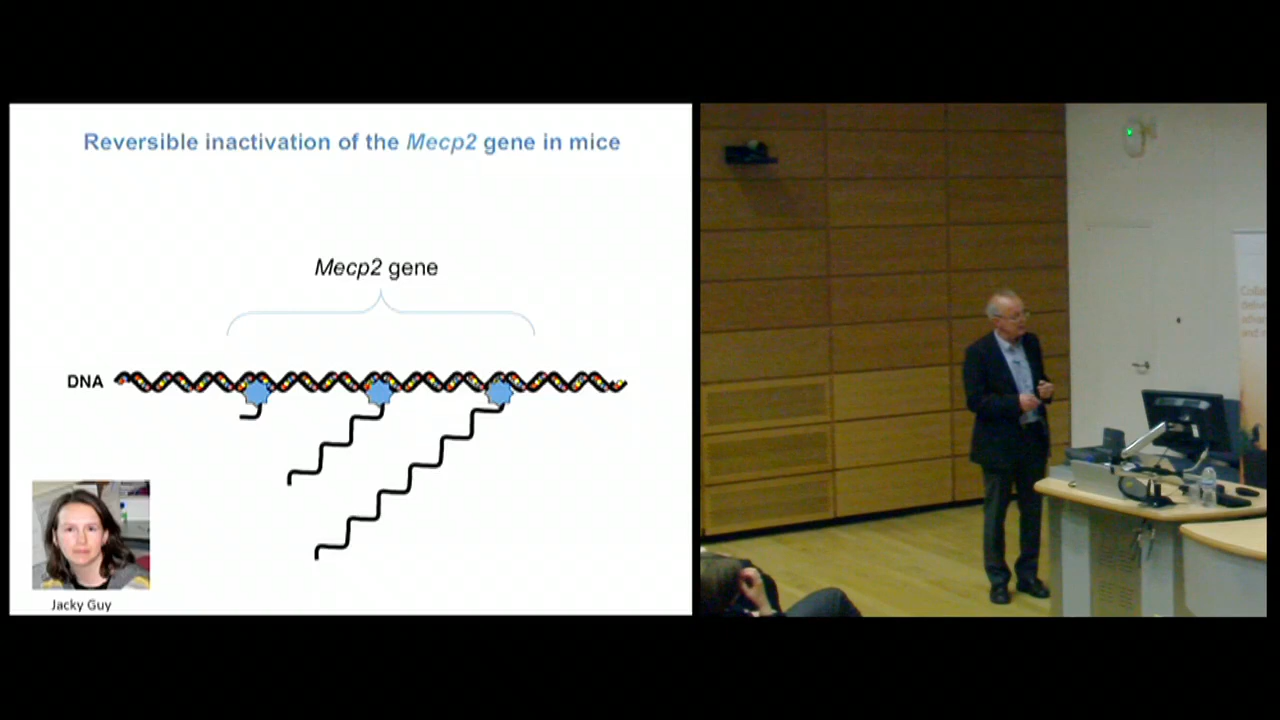 Reversible inactivation of the Mecp2 gene in mice
Mecp2 gene
DNA
Jacky Guy